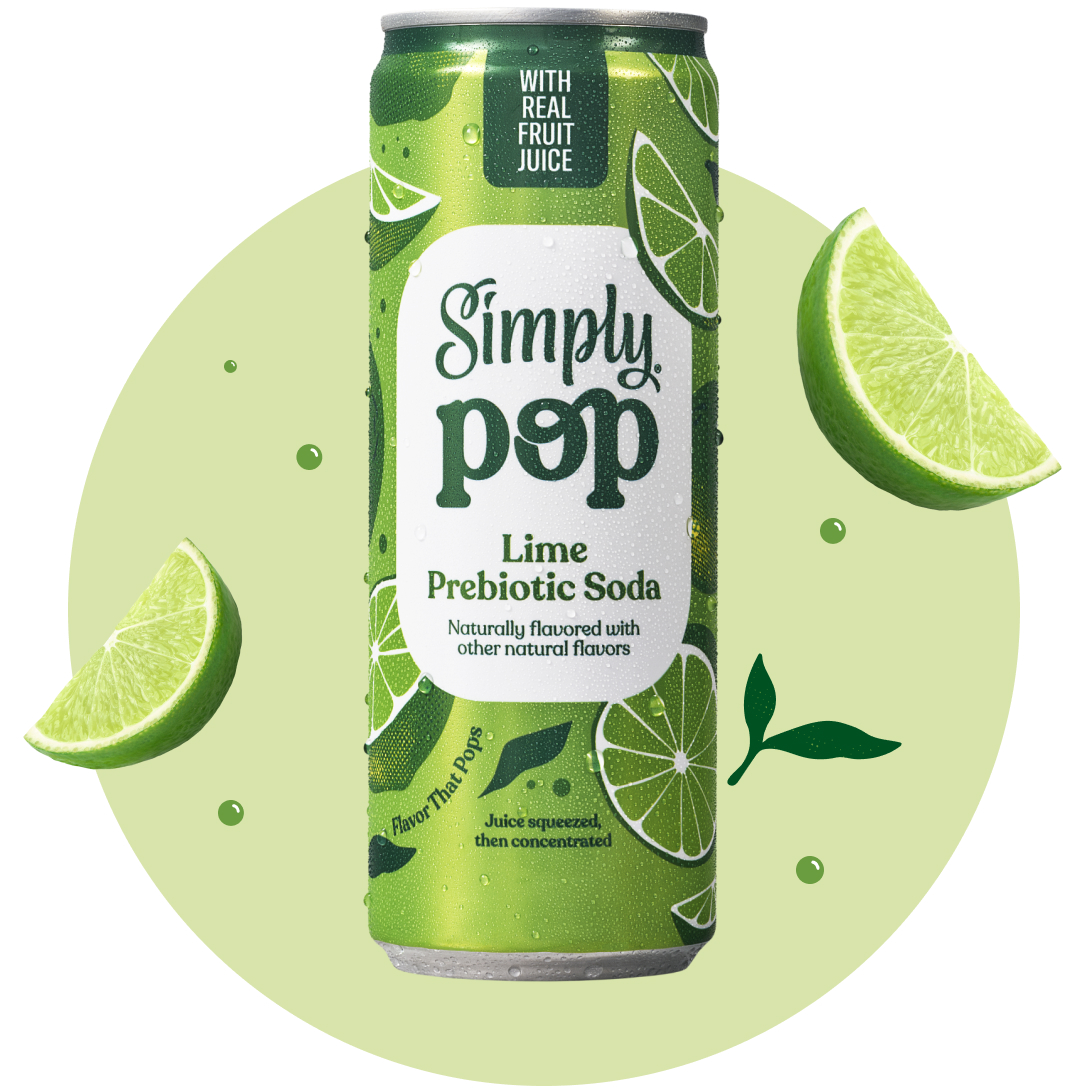 WITH
REAL
FRUIT
JUICE
Simply®
pop
Lime
Prebiotic Soda
Naturally flavored with
other natural flavors
Flavor That Pops
Juice squeezed,
then concentrated